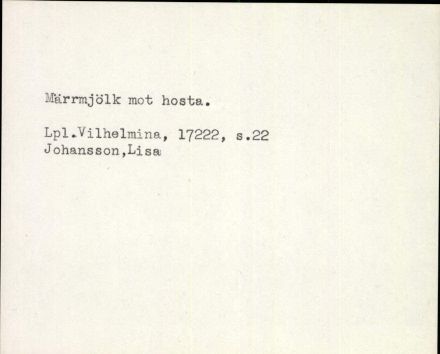 Märrmjölk mot hosta.
Lpl.Vilhelmina, 17222, s.22
Johansson,Lisa